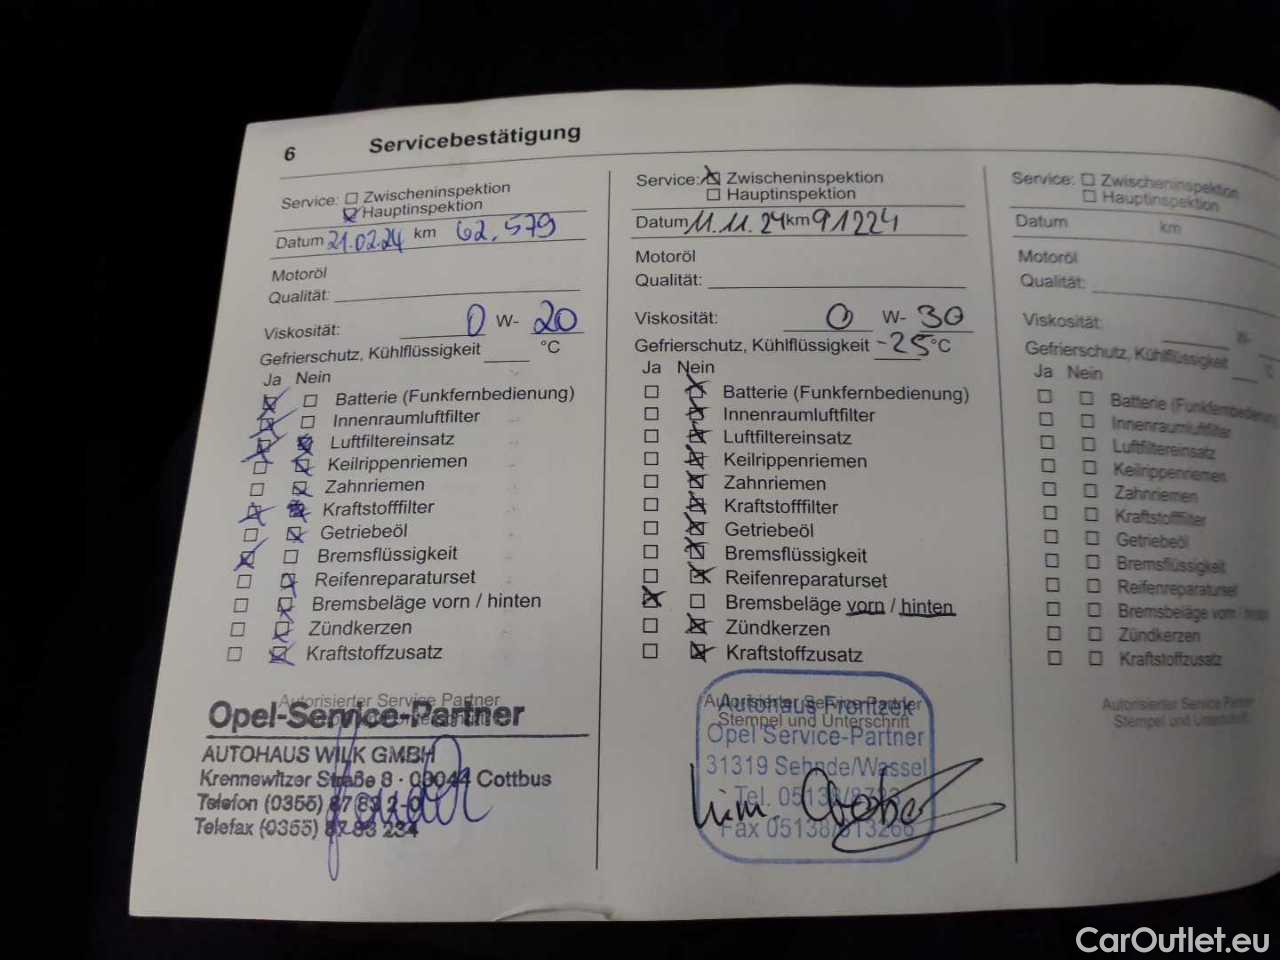 6 Servicebestätigung
Service: Zwischeninspektion
Hauptinspektion
Datum 21.02.24 km 62.579
Motoröl
Qualität:
Viskosität: 0 W- 20
Gefrierschutz, Kühlflüssigkeit °C
Ja Nein
Batterie (Funkfernbedienung)
Innenraumluftfilter
Luftfiltereinsatz
Keilrippenriemen
Zahnriemen
Kraftstofffilter
Getriebeöl
Bremsflüssigkeit
Reifenreparaturset
Bremsbeläge vorn / hinten
Zündkerzen
Kraftstoffzusatz
Autorisierter Service Partner
Opel-Service-Partner
AUTOHAUS WILK GMBH
Krennewitzer Straße 8 · 03044 Cottbus
Telefon (0355) 87 83 2-0
Telefax (0355) 87 83 234
Service: Zwischeninspektion
Hauptinspektion
Datum 11.11.24 km 91224
Motoröl
Qualität:
Viskosität: 0 W- 30
Gefrierschutz, Kühlflüssigkeit -25 °C
Ja Nein
Batterie (Funkfernbedienung)
Innenraumluftfilter
Luftfiltereinsatz
Keilrippenriemen
Zahnriemen
Kraftstofffilter
Getriebeöl
Bremsflüssigkeit
Reifenreparaturset
Bremsbeläge vorn / hinten
Zündkerzen
Kraftstoffzusatz
Autorisierter Service Partner
Stempel und Unterschrift
Autohaus Frontzek
Opel Service-Partner
31319 Sehnde/Wassel
Tel. 05138/8723
Fax 05138/613266
Service: Zwischeninspektion
Hauptinspektion
Datum km
Motoröl
Qualität:
Viskosität: W-
Gefrierschutz, Kühlflüssigkeit
Ja Nein
Batterie (Funkfernbedienung
Innenraumluftfilter
Luftfiltereinsatz
Keilrippenriemen
Zahnriemen
Kraftstofffilter
Getriebeöl
Bremsflüssigkeit
Reifenreparaturset
Bremsbeläge vorn / hinten
Zündkerzen
Kraftstoffzusatz
Autorisierter Service Partner
Stempel und Unterschrift
CarOutlet.eu